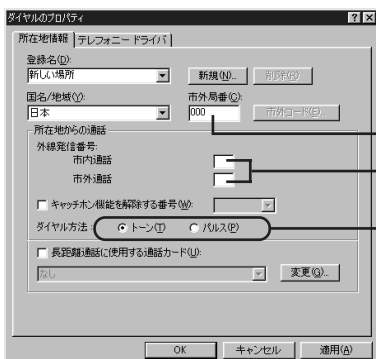 ダイヤルのプロパティ
所在地情報 テレフォニー ドライバ
登録名(D):
新しい場所 新規(N)... 削除(R)
国名/地域(Y): 市外局番(C):
日本 000 市外コード(E)...
所在地からの通話
外線発信番号:
市内通話
市外通話
キャッチホン機能を解除する番号(W):
ダイヤル方法: トーン(T) パルス(P)
長距離通話に使用する通話カード(U):
なし 変更(G)...
OK キャンセル 適用(A)